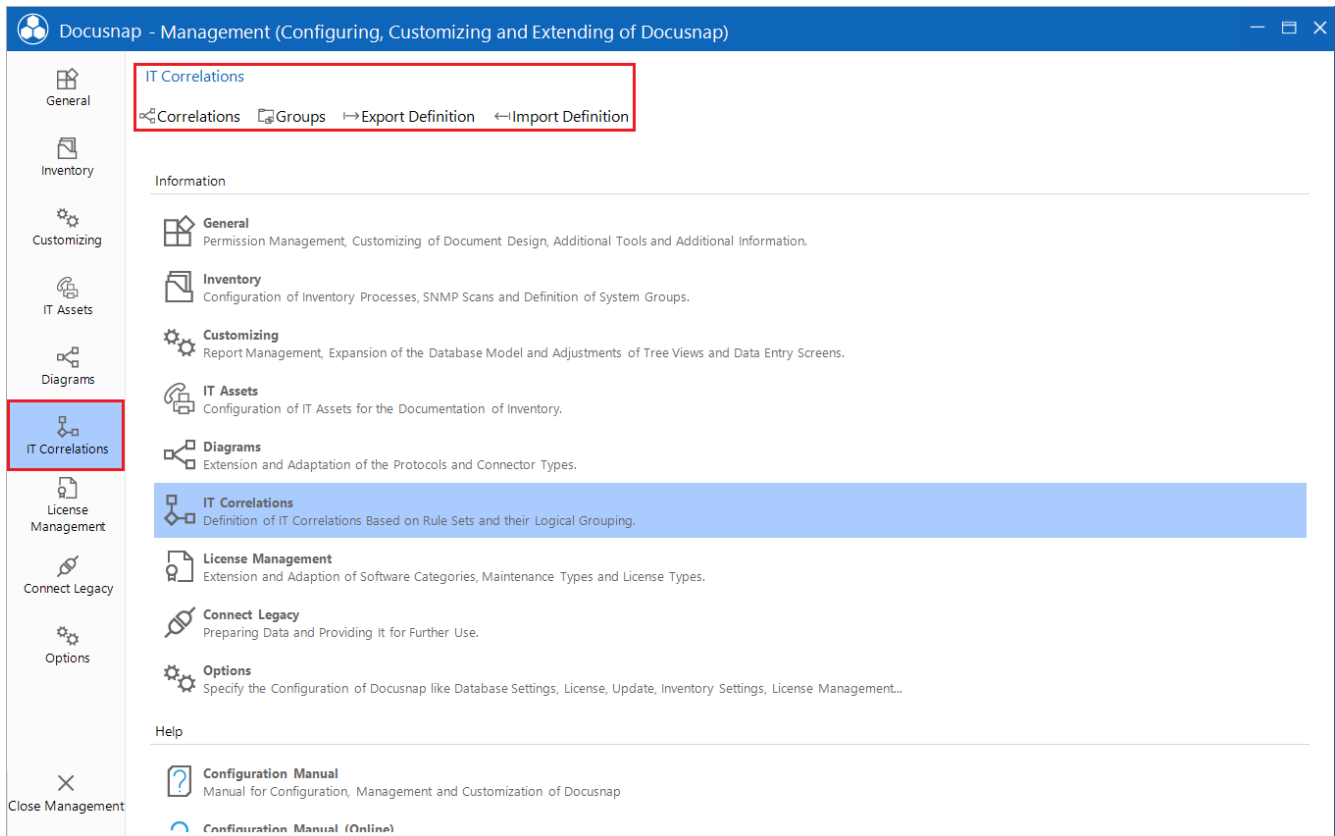 Docusnap - Management (Configuring, Customizing and Extending of Docusnap)
General
Inventory
Customizing
IT Assets
Diagrams
IT Correlations
License
Management
Connect Legacy
Options
Close Management
IT Correlations
Correlations Groups Export Definition Import Definition
Information
General
Permission Management, Customizing of Document Design, Additional Tools and Additional Information.
Inventory
Configuration of Inventory Processes, SNMP Scans and Definition of System Groups.
Customizing
Report Management, Expansion of the Database Model and Adjustments of Tree Views and Data Entry Screens.
IT Assets
Configuration of IT Assets for the Documentation of Inventory.
Diagrams
Extension and Adaptation of the Protocols and Connector Types.
IT Correlations
Definition of IT Correlations Based on Rule Sets and their Logical Grouping.
License Management
Extension and Adaption of Software Categories, Maintenance Types and License Types.
Connect Legacy
Preparing Data and Providing It for Further Use.
Options
Specify the Configuration of Docusnap like Database Settings, License, Update, Inventory Settings, License Management...
Help
Configuration Manual
Manual for Configuration, Management and Customization of Docusnap
Configuration Manual (Online)